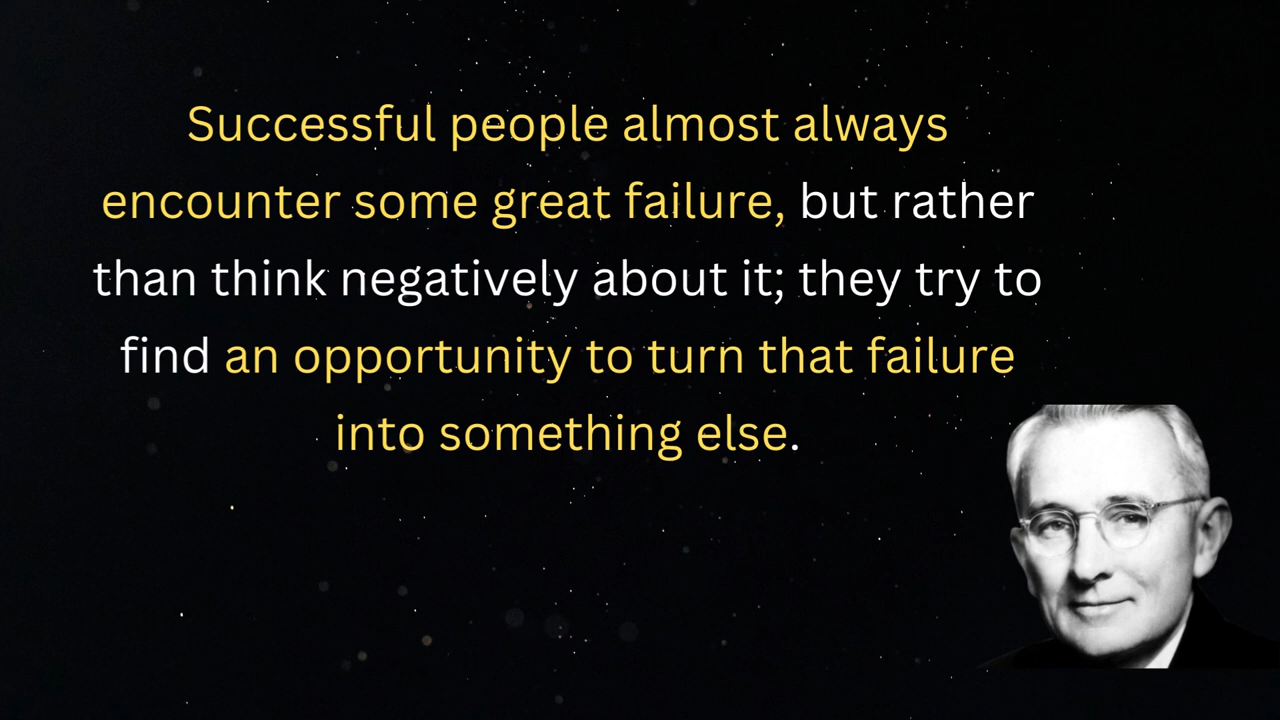 Successful people almost always
encounter some great failure, but rather
than think negatively about it; they try to
find an opportunity to turn that failure
into something else.